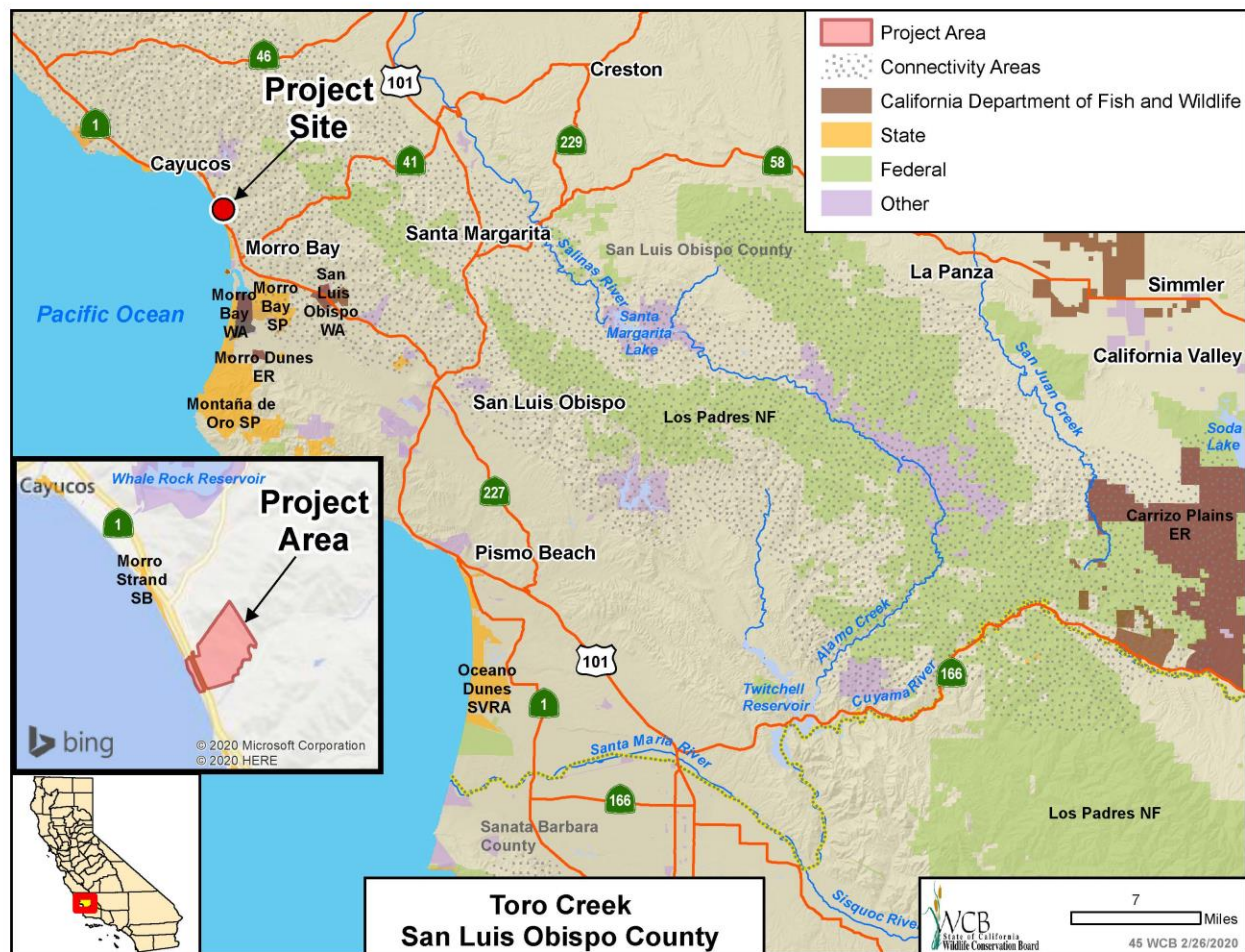 Project Area
Connectivity Areas
California Department of Fish and Wildlife
State
Federal
Other
46
101
Creston
Project
Site
1
229
Cayucos
41
58
Morro Bay
Santa Margarita
San Luis Obispo County
Salinas River
La Panza
Simmler
Pacific Ocean
Morro
Bay
WA
Morro
Bay
SP
San
Luis
Obispo
WA
Santa
Margarita
Lake
San Juan Creek
California Valley
Morro Dunes
ER
Montaña de
Oro SP
San Luis Obispo
Los Padres NF
Soda
Lake
Cayucos
Whale Rock Reservoir
Project
Area
1
Morro
Strand
SB
bing
© 2020 Microsoft Corporation
© 2020 HERE
227
Carrizo Plains
ER
Pismo Beach
Alamo Creek
101
Oceano
Dunes
SVRA
1
Twitchell
Reservoir
Cuyama River
166
Santa Maria River
166
Sanata Barbara
County
Los Padres NF
Sisquoc River
Toro Creek
San Luis Obispo County
WCB
State of California
Wildlife Conservation Board
7
Miles
45 WCB 2/26/2020